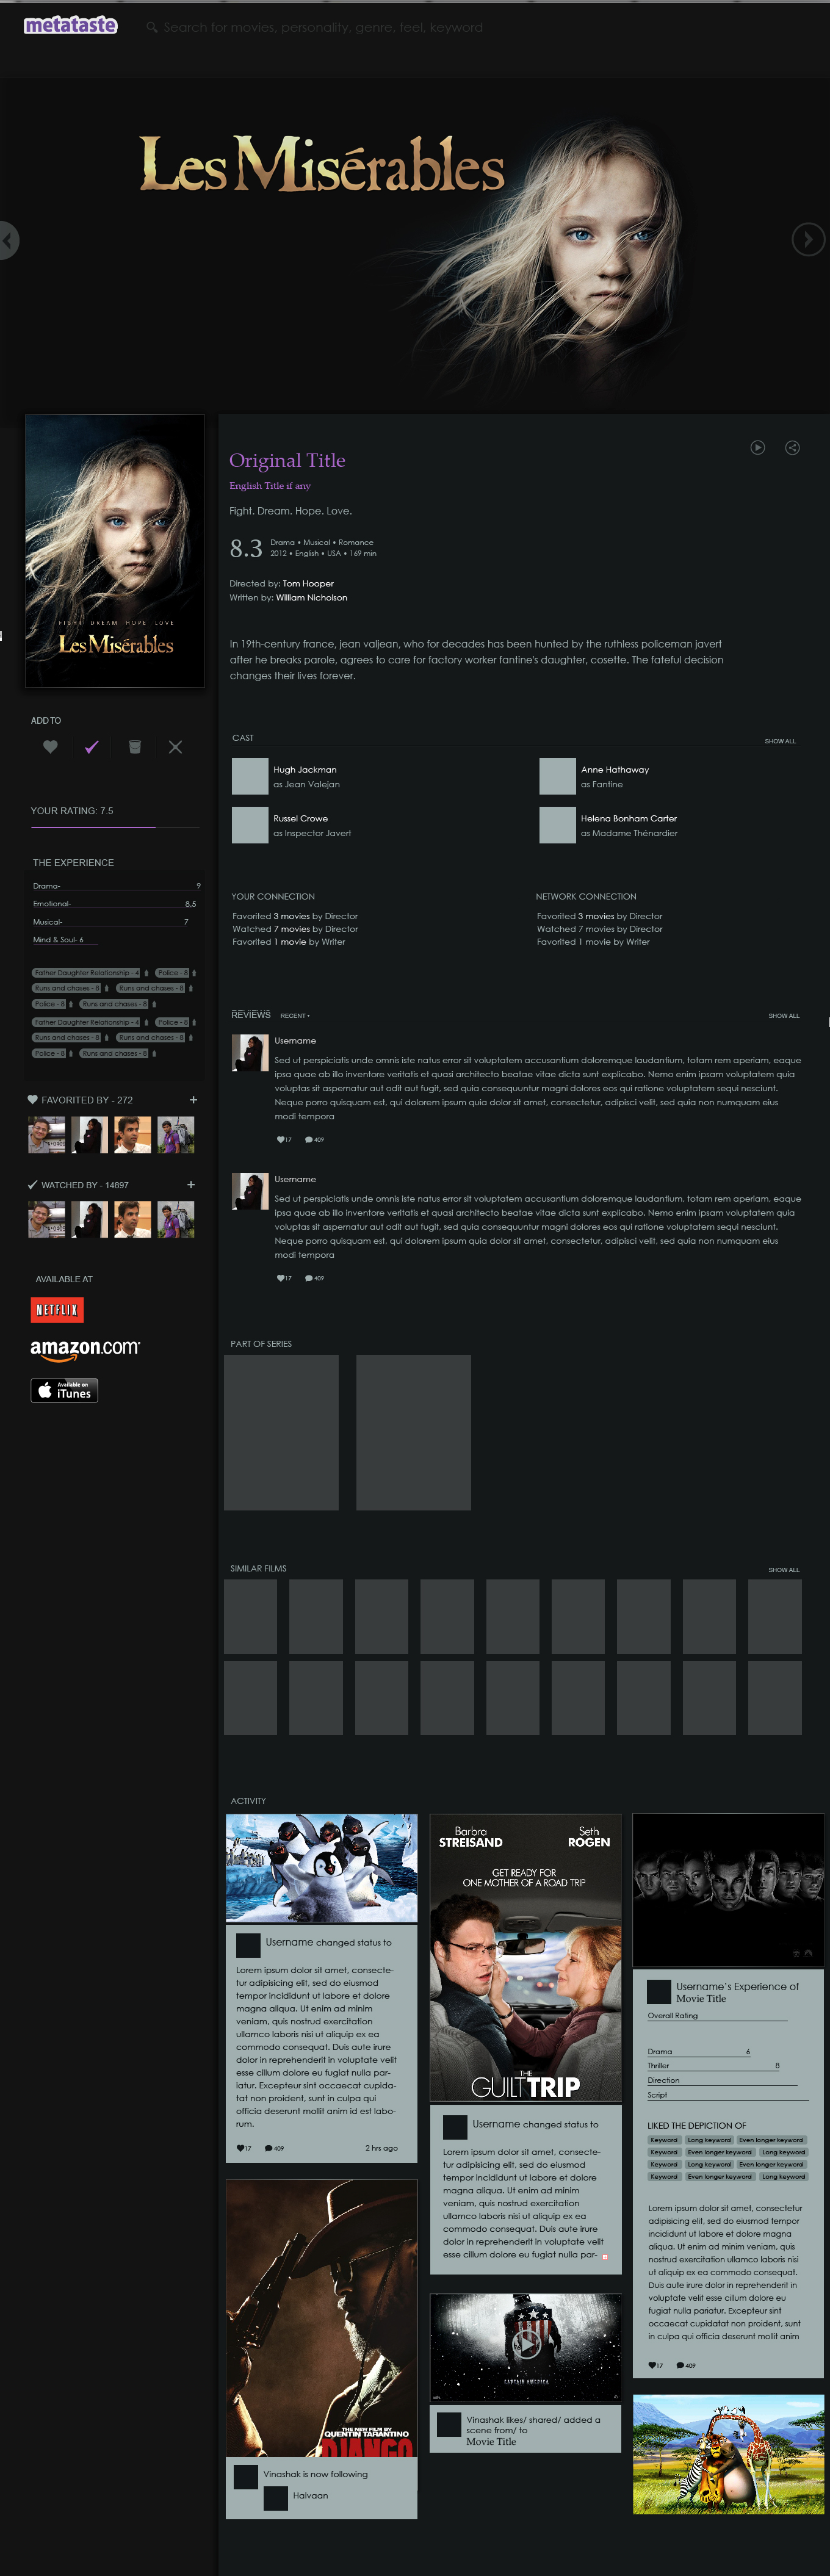 metataste
Search for movies, personality, genre, feel, keyword
Les Misérables
FIGHT DREAM HOPE LOVE
Les Misérables
ADD TO
YOUR RATING: 7.5
THE EXPERIENCE
Drama- 9
Emotional- 8,5
Musical- 7
Mind & Soul- 6
Father Daughter Relationship - 4 Police - 8
Runs and chases - 8 Runs and chases - 8
Police - 8 Runs and chases - 8
Father Daughter Relationship - 4 Police - 8
Runs and chases - 8 Runs and chases - 8
Police - 8 Runs and chases - 8
FAVORITED BY - 272 +
WATCHED BY - 14897 +
AVAILABLE AT
NETFLIX
amazon.com
Available on
iTunes
Original Title
English Title if any
Fight. Dream. Hope. Love.
8.3
Drama • Musical • Romance
2012 • English • USA • 169 min
Directed by: Tom Hooper
Written by: William Nicholson
In 19th-century france, jean valjean, who for decades has been hunted by the ruthless policeman javert
after he breaks parole, agrees to care for factory worker fantine's daughter, cosette. The fateful decision
changes their lives forever.
CAST
SHOW ALL
Hugh Jackman
as Jean Valejan
Anne Hathaway
as Fantine
Russel Crowe
as Inspector Javert
Helena Bonham Carter
as Madame Thénardier
YOUR CONNECTION
Favorited 3 movies by Director
Watched 7 movies by Director
Favorited 1 movie by Writer
NETWORK CONNECTION
Favorited 3 movies by Director
Watched 7 movies by Director
Favorited 1 movie by Writer
REVIEWS RECENT SHOW ALL
Username
Sed ut perspiciatis unde omnis iste natus error sit voluptatem accusantium doloremque laudantium, totam rem aperiam, eaque
ipsa quae ab illo inventore veritatis et quasi architecto beatae vitae dicta sunt explicabo. Nemo enim ipsam voluptatem quia
voluptas sit aspernatur aut odit aut fugit, sed quia consequuntur magni dolores eos qui ratione voluptatem sequi nesciunt.
Neque porro quisquam est, qui dolorem ipsum quia dolor sit amet, consectetur, adipisci velit, sed quia non numquam eius
modi tempora
17 409
Username
Sed ut perspiciatis unde omnis iste natus error sit voluptatem accusantium doloremque laudantium, totam rem aperiam, eaque
ipsa quae ab illo inventore veritatis et quasi architecto beatae vitae dicta sunt explicabo. Nemo enim ipsam voluptatem quia
voluptas sit aspernatur aut odit aut fugit, sed quia consequuntur magni dolores eos qui ratione voluptatem sequi nesciunt.
Neque porro quisquam est, qui dolorem ipsum quia dolor sit amet, consectetur, adipisci velit, sed quia non numquam eius
modi tempora
17 409
PART OF SERIES
SIMILAR FILMS
SHOW ALL
ACTIVITY
Username changed status to
Lorem ipsum dolor sit amet, consecte-
tur adipisicing elit, sed do eiusmod
tempor incididunt ut labore et dolore
magna aliqua. Ut enim ad minim
veniam, quis nostrud exercitation
ullamco laboris nisi ut aliquip ex ea
commodo consequat. Duis aute irure
dolor in reprehenderit in voluptate velit
esse cillum dolore eu fugiat nulla par-
iatur. Excepteur sint occaecat cupida-
tat non proident, sunt in culpa qui
officia deserunt mollit anim id est labo-
rum.
17 409 2 hrs ago
THE NEW FILM BY
QUENTIN TARANTINO
DJANGO
Vinashak is now following
Haivaan
Barbra
STREISAND
Seth
ROGEN
GET READY FOR
ONE MOTHER OF A ROAD TRIP
THE
GUILT TRIP
Username changed status to
Lorem ipsum dolor sit amet, consecte-
tur adipisicing elit, sed do eiusmod
tempor incididunt ut labore et dolore
magna aliqua. Ut enim ad minim
veniam, quis nostrud exercitation
ullamco laboris nisi ut aliquip ex ea
commodo consequat. Duis aute irure
dolor in reprehenderit in voluptate velit
esse cillum dolore eu fugiat nulla par-
CAPTAIN AMERICA
Vinashak likes/ shared/ added a
scene from/ to
Movie Title
Username's Experience of
Movie Title
Overall Rating
Drama 6
Thriller 8
Direction
Script
LIKED THE DEPICTION OF
Keyword Long keyword Even longer keyword
Keyword Even longer keyword Long keyword
Keyword Long keyword Even longer keyword
Keyword Even longer keyword Long keyword
Lorem ipsum dolor sit amet, consectetur
adipisicing elit, sed do eiusmod tempor
incididunt ut labore et dolore magna
aliqua. Ut enim ad minim veniam, quis
nostrud exercitation ullamco laboris nisi
ut aliquip ex ea commodo consequat.
Duis aute irure dolor in reprehenderit in
voluptate velit esse cillum dolore eu
fugiat nulla pariatur. Excepteur sint
occaecat cupidatat non proident, sunt
in culpa qui officia deserunt mollit anim
17 409